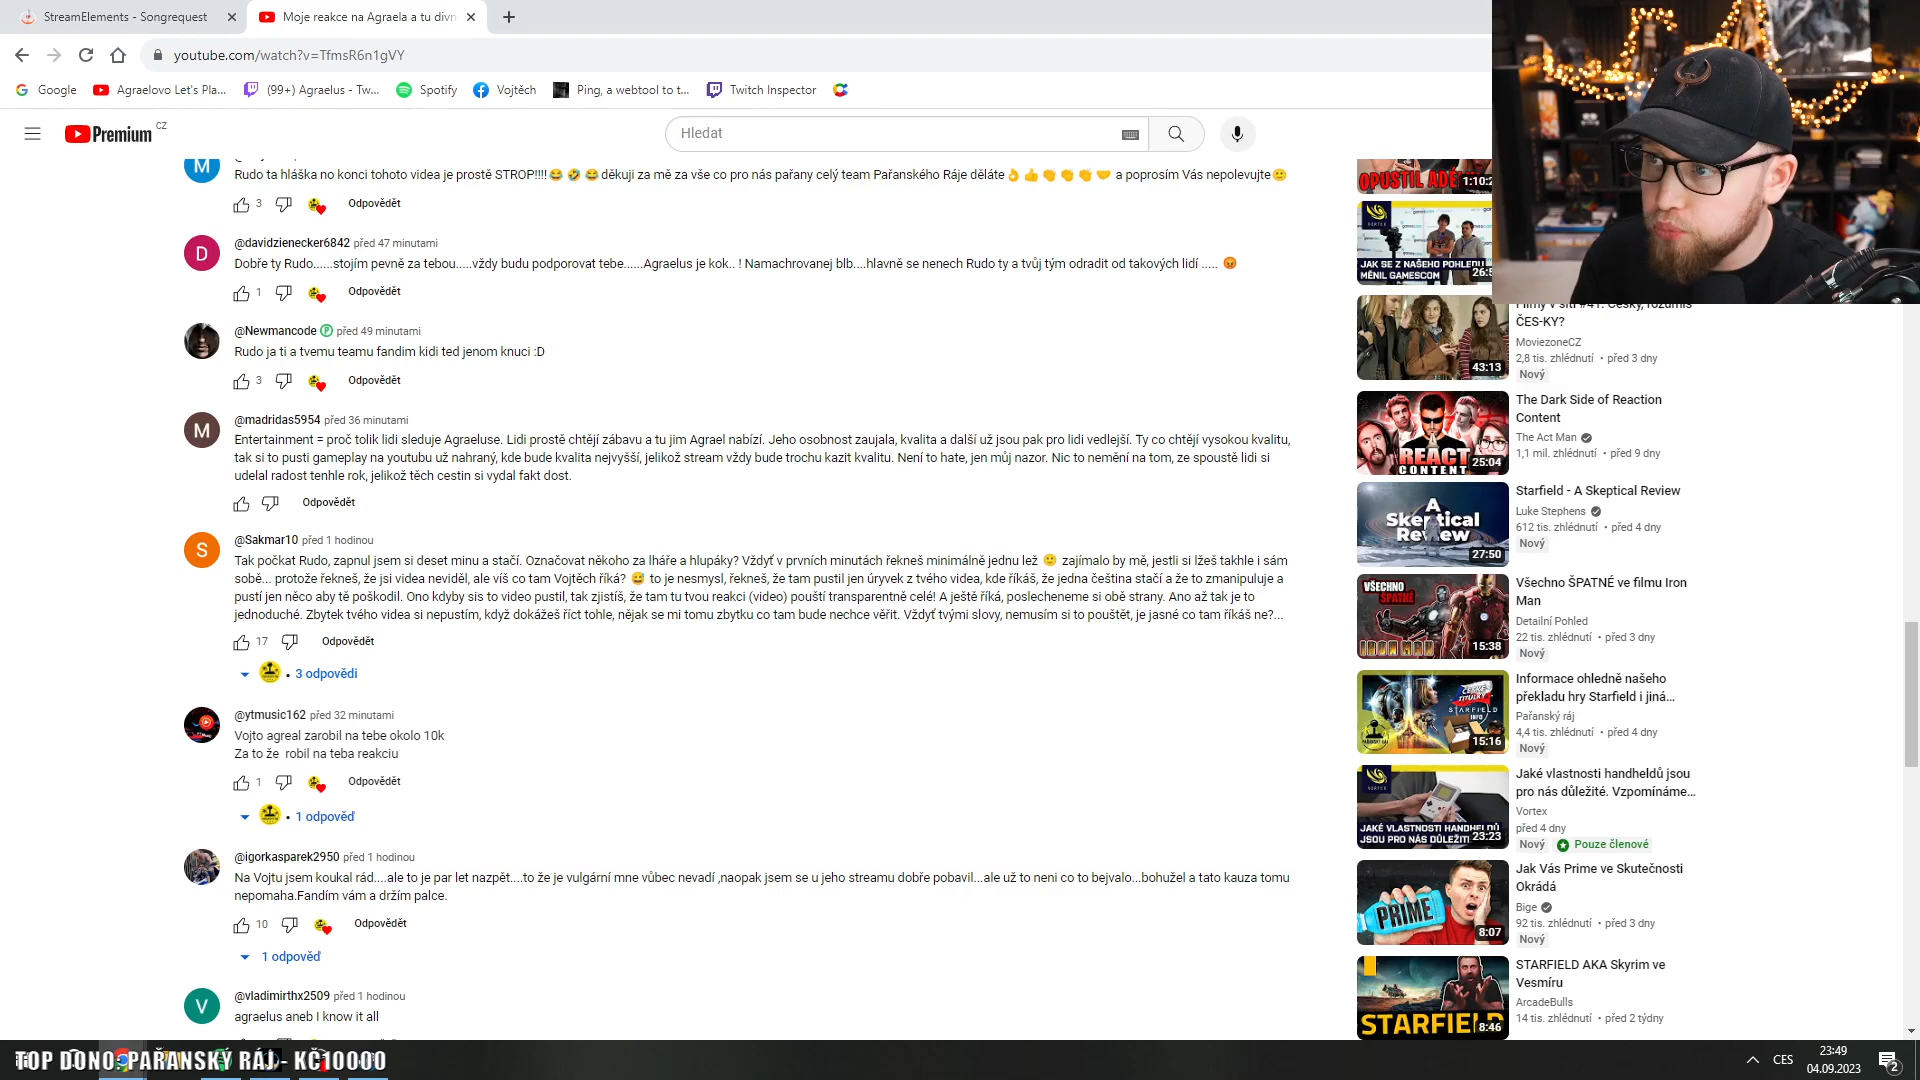 StreamElements - Songrequest
Moje reakce na Agraela a tu divn
youtube.com/watch?v=TfmsR6n1gVY
Google
Agraelovo Let's Pla...
(99+) Agraelus - Tw...
Spotify
Vojtěch
Ping, a webtool to t...
Twitch Inspector
Premium CZ
Hledat
Rudo ta hláška no konci tohoto videa je prostě STROP!!!!😂 🤣 😂děkuji za mě za vše co pro nás pařany celý team Pařanského Ráje děláte👌👍👏👏👏🤝 a poprosím Vás nepolevujte🙂
3 Odpovědět
@davidzienecker6842 před 47 minutami
Dobře ty Rudo......stojím pevně za tebou.....vždy budu podporovat tebe......Agraelus je kok.. ! Namachrovanej blb....hlavně se nenech Rudo ty a tvůj tým odradit od takových lidí ..... 😡
1 Odpovědět
@Newmancode před 49 minutami
Rudo ja ti a tvemu teamu fandim kidi ted jenom knuci :D
3 Odpovědět
@madridas5954 před 36 minutami
Entertainment = proč tolik lidi sleduje Agraeluse. Lidi prostě chtějí zábavu a tu jim Agrael nabízí. Jeho osobnost zaujala, kvalita a další už jsou pak pro lidi vedlejší. Ty co chtějí vysokou kvalitu,
tak si to pusti gameplay na youtubu už nahraný, kde bude kvalita nejvyšší, jelikož stream vždy bude trochu kazit kvalitu. Není to hate, jen můj nazor. Nic to nemění na tom, ze spoustě lidi si
udelal radost tenhle rok, jelikož těch cestin si vydal fakt dost.
Odpovědět
@Sakmar10 před 1 hodinou
Tak počkat Rudo, zapnul jsem si deset minu a stačí. Označovat někoho za lháře a hlupáky? Vždyť v prvních minutách řekneš minimálně jednu lež 🙂 zajímalo by mě, jestli si lžeš takhle i sám
sobě... protože řekneš, že jsi videa neviděl, ale víš co tam Vojtěch říká? 😅 to je nesmysl, řekneš, že tam pustil jen úryvek z tvého videa, kde říkáš, že jedna čeština stačí a že to zmanipuluje a
pustí jen něco aby tě poškodil. Ono kdyby sis to video pustil, tak zjistíš, že tam tu tvou reakci (video) pouští transparentně celé! A ještě říká, poslecheneme si obě strany. Ano až tak je to
jednoduché. Zbytek tvého videa si nepustím, když dokážeš říct tohle, nějak se mi tomu zbytku co tam bude nechce věřit. Vždyť tvými slovy, nemusím si to pouštět, je jasné co tam říkáš ne?...
17 Odpovědět
• 3 odpovědi
@ytmusic162 před 32 minutami
Vojto agreal zarobil na tebe okolo 10k
Za to že robil na teba reakciu
1 Odpovědět
• 1 odpověď
@igorkasparek2950 před 1 hodinou
Na Vojtu jsem koukal rád....ale to je par let nazpět....to že je vulgární mne vůbec nevadí ,naopak jsem se u jeho streamu dobře pobavil...ale už to neni co to bejvalo...bohužel a tato kauza tomu
nepomaha.Fandím vám a držím palce.
10 Odpovědět
1 odpověď
@vladimirthx2509 před 1 hodinou
agraelus aneb I know it all
OPUSTIL
1:10:2
VORTEX
JAK SE Z NAŠEHO POHLEDU
MĚNIL GAMESCOM
26:5
Filmy v síti #41: Česky, rozumíš
ČES-KY?
MoviezoneCZ
2,8 tis. zhlédnutí • před 3 dny
Nový
43:13
REACT
CONTENT
25:04
The Dark Side of Reaction
Content
The Act Man
1,1 mil. zhlédnutí • před 9 dny
A
Skeptical
Review
27:50
Starfield - A Skeptical Review
Luke Stephens
612 tis. zhlédnutí • před 4 dny
Nový
VŠECHNO
ŠPATNÉ
IRON MAN
15:38
Všechno ŠPATNÉ ve filmu Iron
Man
Detailní Pohled
22 tis. zhlédnutí • před 3 dny
Nový
ČESKÉ
TITULKY
STARFIELD
INFO
15:16
Informace ohledně našeho
překladu hry Starfield i jiná...
Pařanský ráj
4,4 tis. zhlédnutí • před 4 dny
Nový
VORTEX
JAKÉ VLASTNOSTI HANDHELDŮ
JSOU PRO NÁS DŮLEŽIT
23:23
Jaké vlastnosti handheldů jsou
pro nás důležité. Vzpomínáme...
Vortex
před 4 dny
Nový Pouze členové
PRIME
8:07
Jak Vás Prime ve Skutečnosti
Okrádá
Bige
92 tis. zhlédnutí • před 3 dny
Nový
STARFIELD
8:46
STARFIELD AKA Skyrim ve
Vesmíru
ArcadeBulls
14 tis. zhlédnutí • před 2 týdny
TOP DONO: PAŘANSKÝ RÁJ - KČ10000
CES
23:49
04.09.2023
2